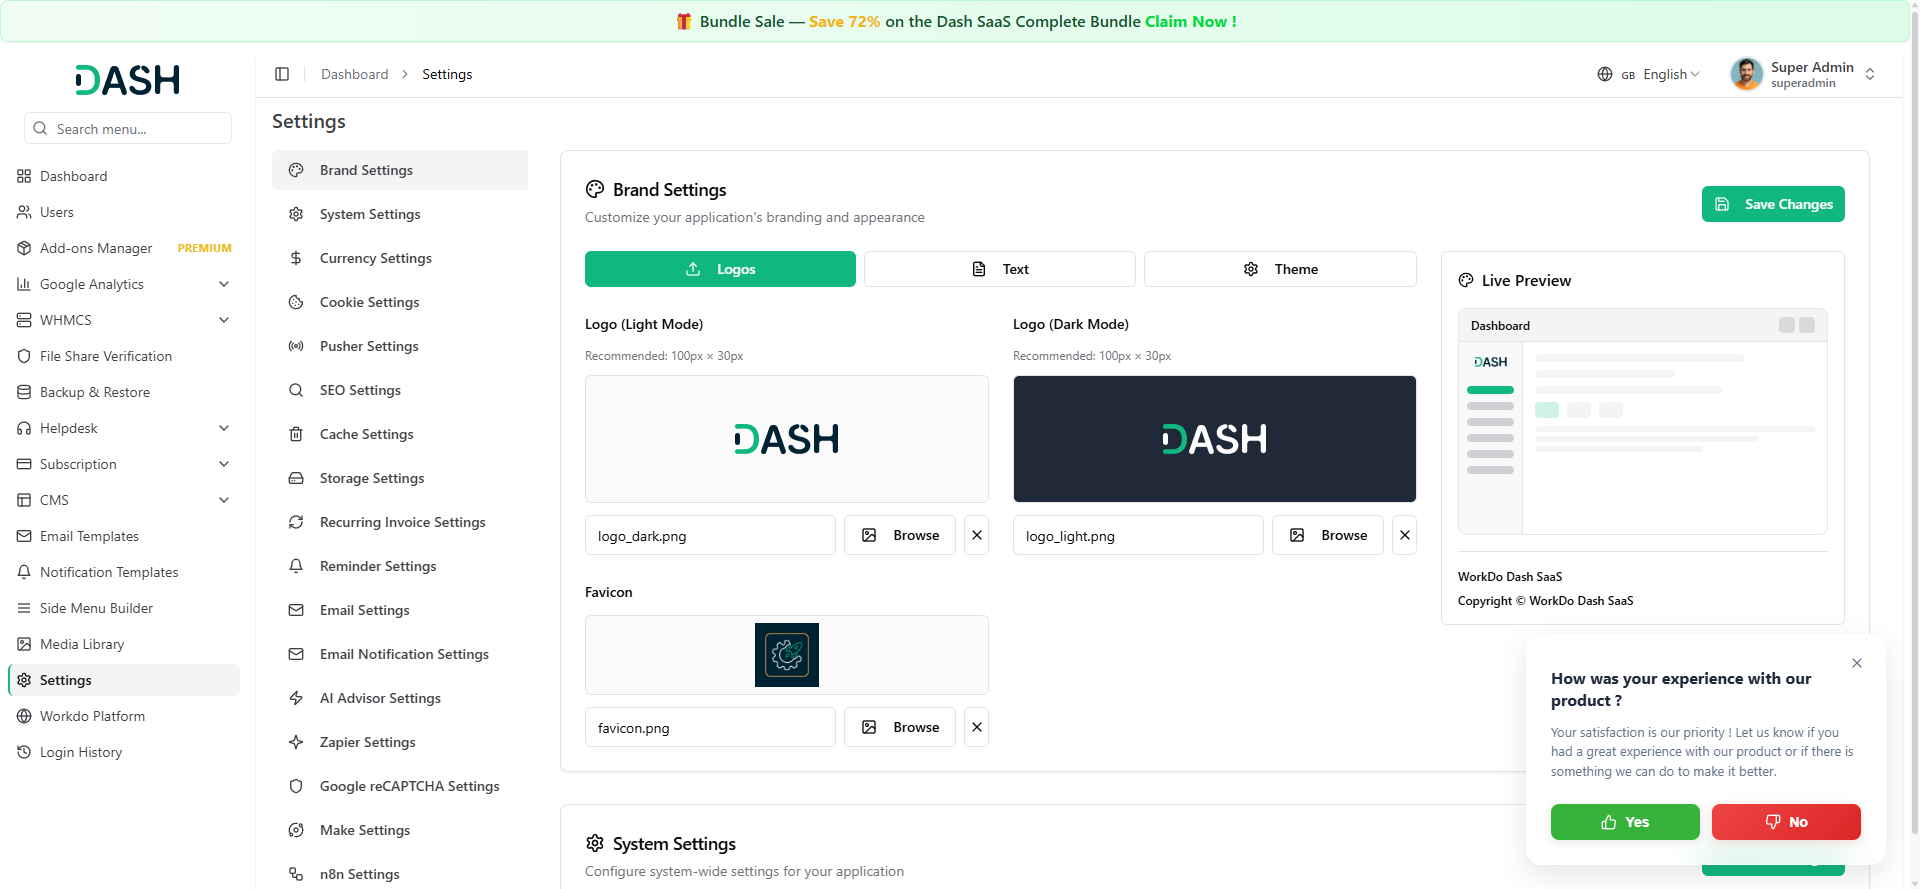 Bundle Sale — Save 72% on the Dash SaaS Complete Bundle Claim Now !
DASH
Search menu...
Dashboard
Users
Add-ons Manager PREMIUM
Google Analytics
WHMCS
File Share Verification
Backup & Restore
Helpdesk
Subscription
CMS
Email Templates
Notification Templates
Side Menu Builder
Media Library
Settings
Workdo Platform
Login History
Dashboard > Settings
GB English
Super Admin
superadmin
Settings
Brand Settings
System Settings
Currency Settings
Cookie Settings
Pusher Settings
SEO Settings
Cache Settings
Storage Settings
Recurring Invoice Settings
Reminder Settings
Email Settings
Email Notification Settings
AI Advisor Settings
Zapier Settings
Google reCAPTCHA Settings
Make Settings
n8n Settings
Brand Settings
Customize your application's branding and appearance
Save Changes
Logos
Text
Theme
Logo (Light Mode)
Recommended: 100px × 30px
DASH
logo_dark.png
Browse
Logo (Dark Mode)
Recommended: 100px × 30px
DASH
logo_light.png
Browse
Favicon
favicon.png
Browse
Live Preview
Dashboard
DASH
WorkDo Dash SaaS
Copyright © WorkDo Dash SaaS
System Settings
Configure system-wide settings for your application
How was your experience with our
product ?
Your satisfaction is our priority ! Let us know if you
had a great experience with our product or if there is
something we can do to make it better.
Yes
No